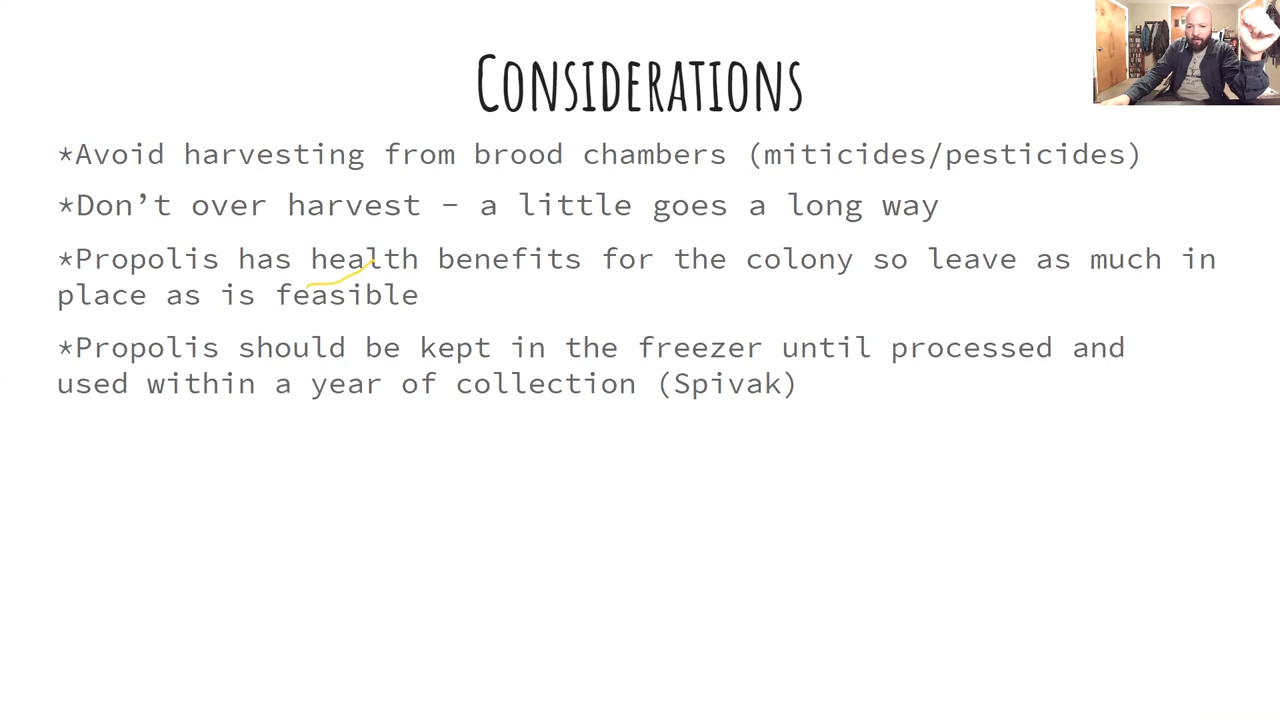 Considerations
*Avoid harvesting from brood chambers (miticides/pesticides)
*Don’t over harvest – a little goes a long way
*Propolis has health benefits for the colony so leave as much in
place as is feasible
*Propolis should be kept in the freezer until processed and
used within a year of collection (Spivak)